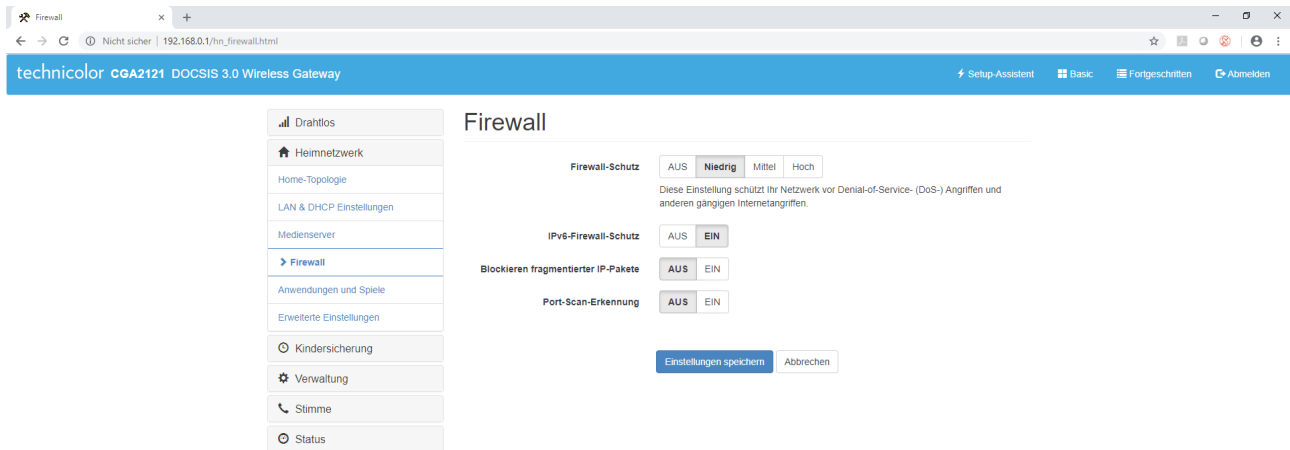 Firewall
Nicht sicher | 192.168.0.1/hn_firewall.html
technicolor CGA2121 DOCSIS 3.0 Wireless Gateway
Setup-Assistent Basic Fortgeschritten Abmelden
Drahtlos
Heimnetzwerk
Home-Topologie
LAN & DHCP Einstellungen
Medienserver
Firewall
Anwendungen und Spiele
Erweiterte Einstellungen
Kindersicherung
Verwaltung
Stimme
Status
Firewall
Firewall-Schutz AUS Niedrig Mittel Hoch
Diese Einstellung schützt Ihr Netzwerk vor Denial-of-Service- (DoS-) Angriffen und
anderen gängigen Internetangriffen.
IPv6-Firewall-Schutz AUS EIN
Blockieren fragmentierter IP-Pakete AUS EIN
Port-Scan-Erkennung AUS EIN
Einstellungen speichern Abbrechen